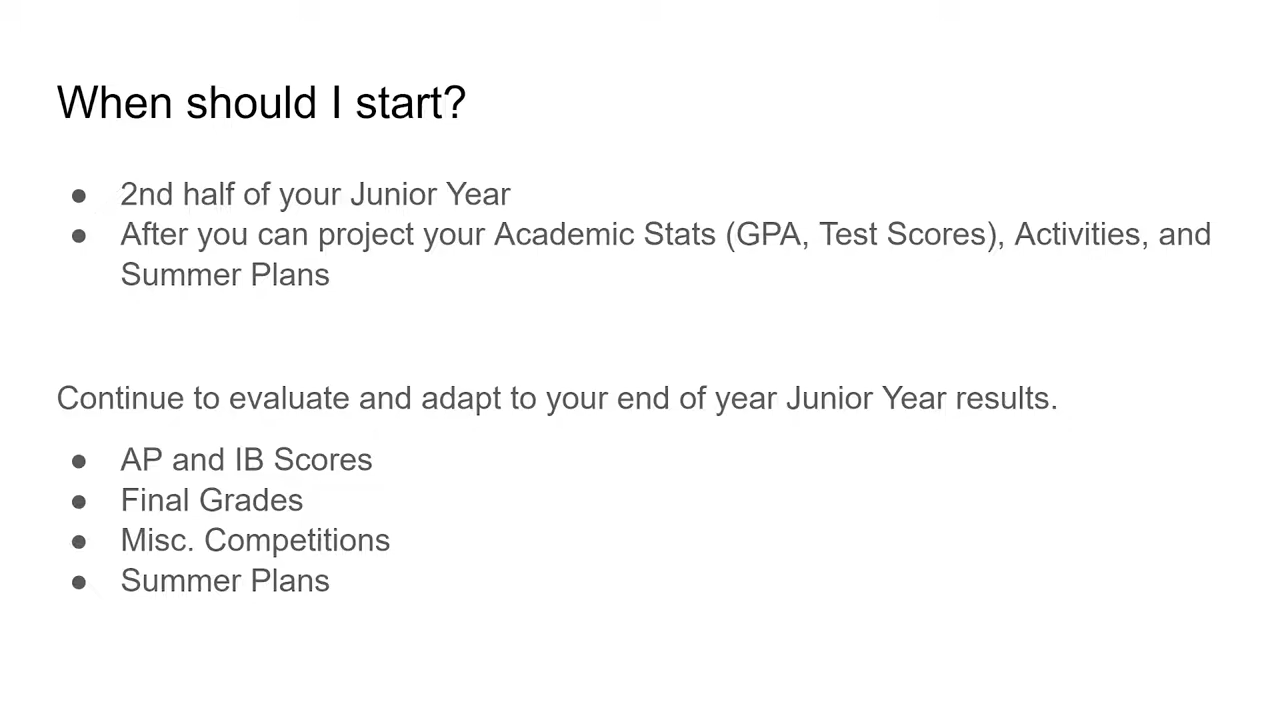 When should I start?
● 2nd half of your Junior Year
● After you can project your Academic Stats (GPA, Test Scores), Activities, and
Summer Plans
Continue to evaluate and adapt to your end of year Junior Year results.
● AP and IB Scores
● Final Grades
● Misc. Competitions
● Summer Plans